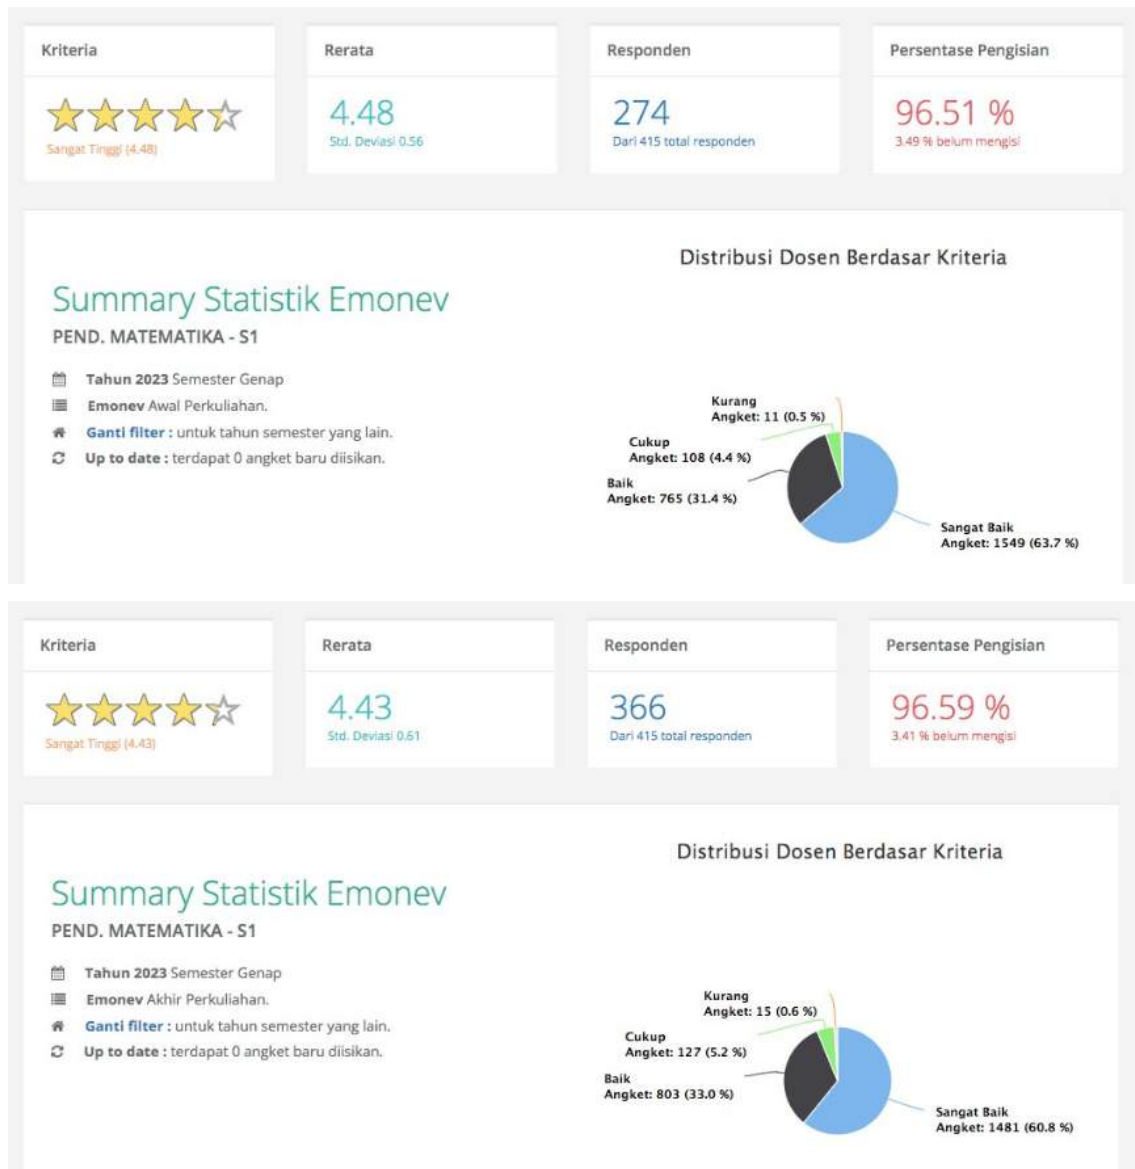 Kriteria
Rerata
Responden
Persentase Pengisian
Sangat Tinggi (4.48)
4.48
Std. Deviasi 0.56
274
Dari 415 total responden
96.51 %
3.49 % belum mengisi
Summary Statistik Emonev
PEND. MATEMATIKA - S1
Tahun 2023 Semester Genap
Emonev Awal Perkuliahan.
Ganti filter : untuk tahun semester yang lain.
Up to date : terdapat 0 angket baru diisikan.
Distribusi Dosen Berdasar Kriteria
Kurang
Angket: 11 (0.5 %)
Cukup
Angket: 108 (4.4 %)
Baik
Angket: 765 (31.4 %)
Sangat Baik
Angket: 1549 (63.7 %)
Kriteria
Rerata
Responden
Persentase Pengisian
Sangat Tinggi (4.43)
4.43
Std. Deviasi 0.61
366
Dari 415 total responden
96.59 %
3.41 % belum mengisi
Summary Statistik Emonev
PEND. MATEMATIKA - S1
Tahun 2023 Semester Genap
Emonev Akhir Perkuliahan.
Ganti filter : untuk tahun semester yang lain.
Up to date : terdapat 0 angket baru diisikan.
Distribusi Dosen Berdasar Kriteria
Kurang
Angket: 15 (0.6 %)
Cukup
Angket: 127 (5.2 %)
Baik
Angket: 803 (33.0 %)
Sangat Baik
Angket: 1481 (60.8 %)